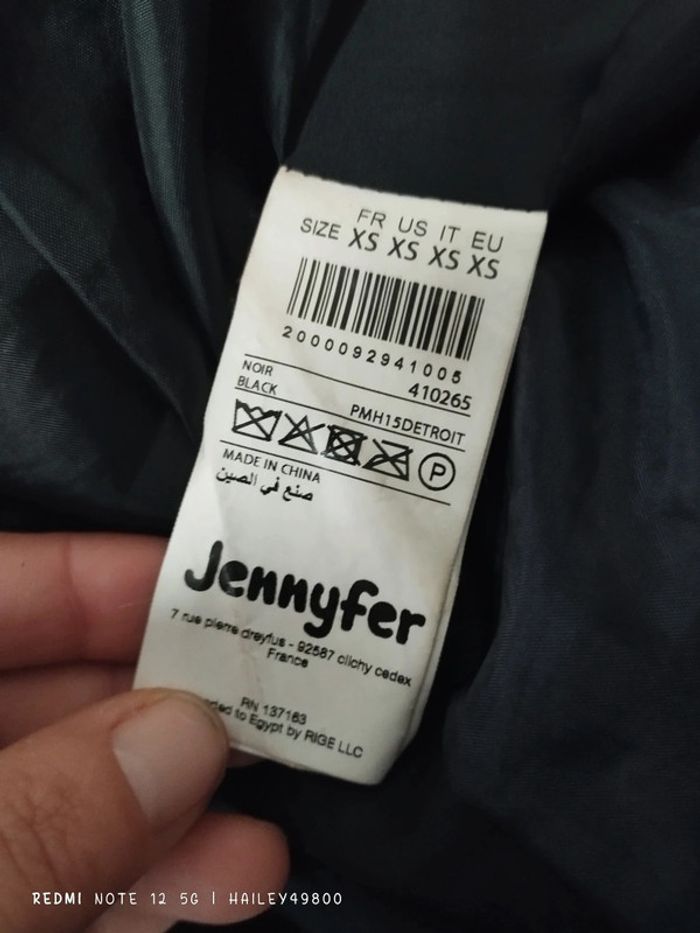 FR US IT EU
SIZE XS XS XS XS
2000092941005
NOIR 410265
BLACK PMH15DETROIT
P
MADE IN CHINA
صنع في الصين
Jennyfer
7 rue pierre dreyfus - 92587 clichy cedex
France
RN 137163
to Egypt by RIGE LLC
REDMI NOTE 12 5G | HAILEY49800